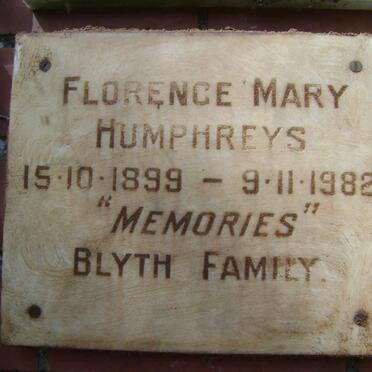 FLORENCE MARY
HUMPHREYS
15·10·1899 – 9·11·1982
"MEMORIES"
BLYTH FAMILY.